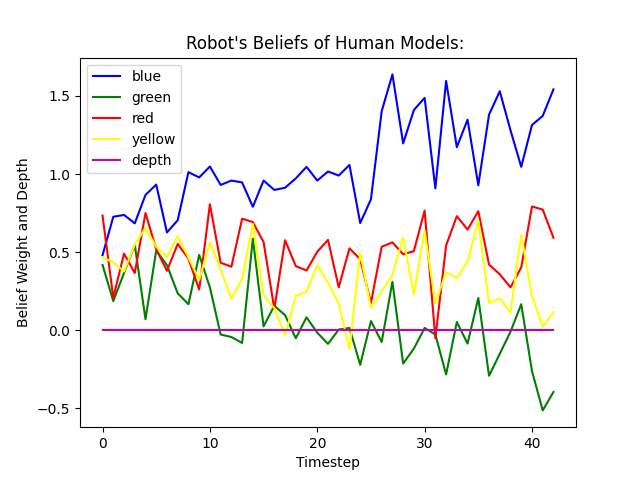 Robot's Beliefs of Human Models:
blue
green
red
yellow
depth
Belief Weight and Depth
1.5
1.0
0.5
0.0
−0.5
0 10 20 30 40
Timestep